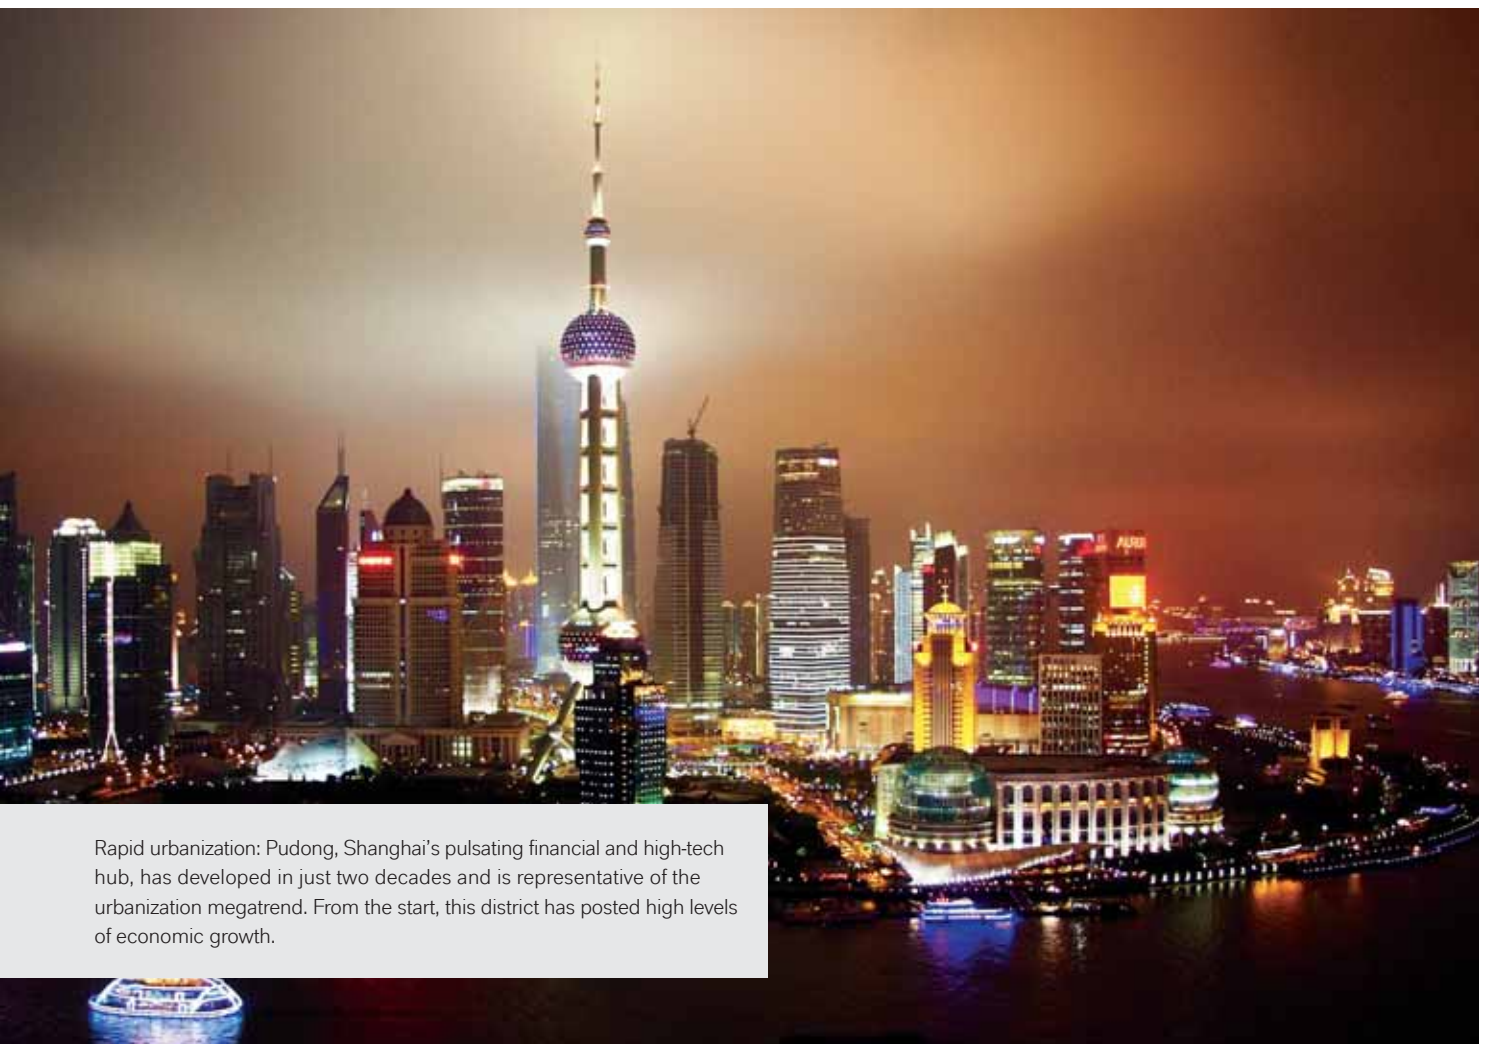 AURA
Rapid urbanization: Pudong, Shanghai’s pulsating financial and high-tech
hub, has developed in just two decades and is representative of the
urbanization megatrend. From the start, this district has posted high levels
of economic growth.